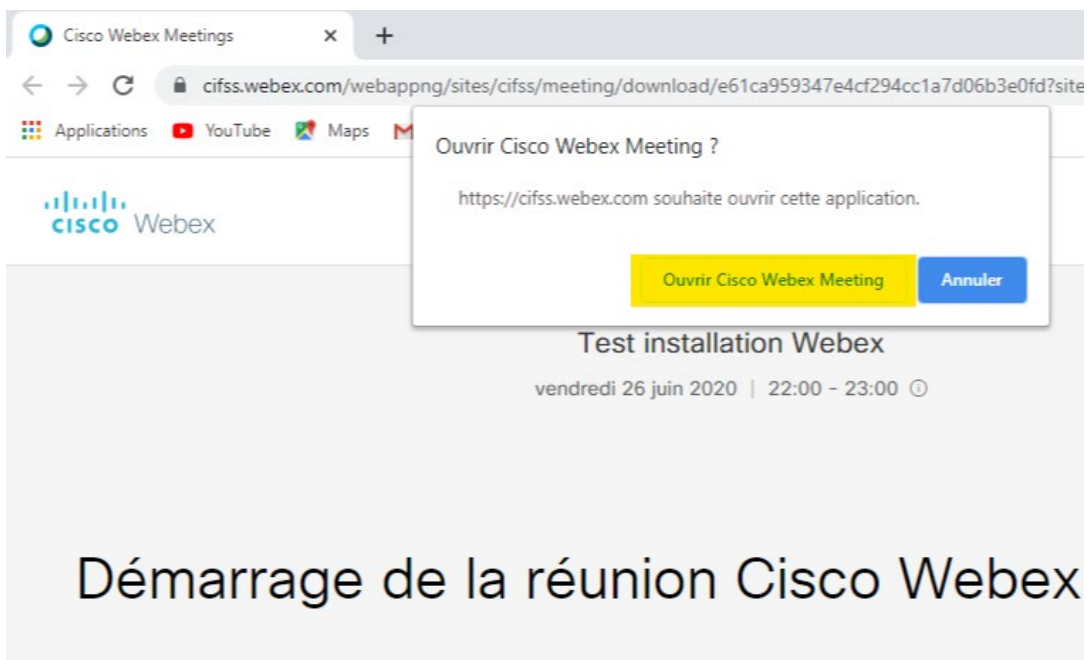 Cisco Webex Meetings
cifss.webex.com/webappng/sites/cifss/meeting/download/e61ca959347e4cf294cc1a7d06b3e0fd?site
Applications YouTube Maps
Ouvrir Cisco Webex Meeting ?
https://cifss.webex.com souhaite ouvrir cette application.
Ouvrir Cisco Webex Meeting Annuler
CISCO Webex
Test installation Webex
vendredi 26 juin 2020 | 22:00 - 23:00
Démarrage de la réunion Cisco Webex